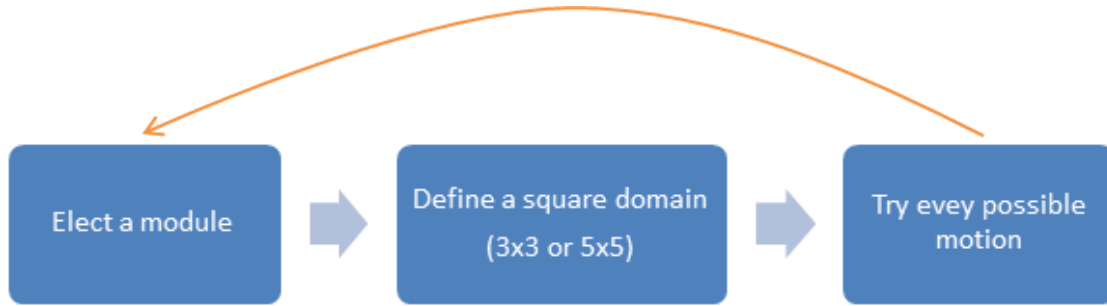 Elect a module
Define a square domain
(3x3 or 5x5)
Try evey possible
motion